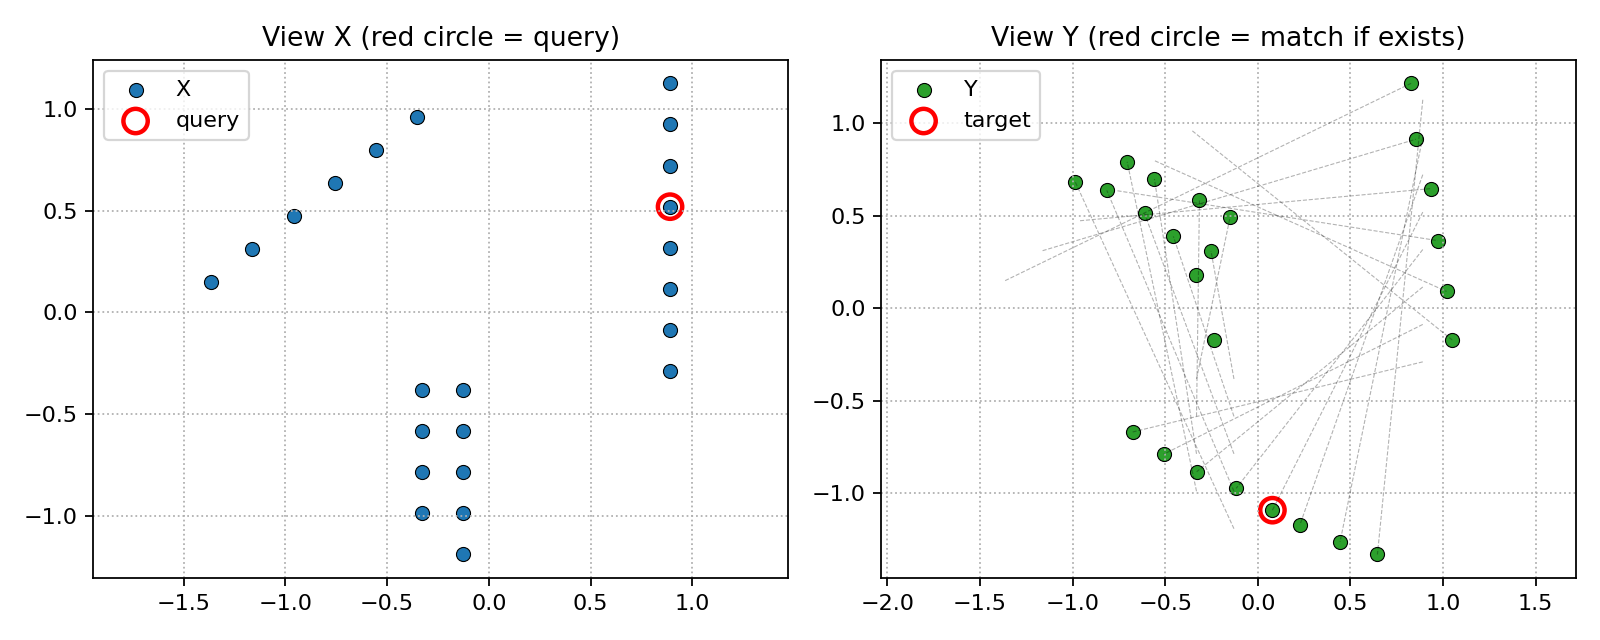 View X (red circle = query)
X
query
1.0
0.5
0.0
−0.5
−1.0
−1.5 −1.0 −0.5 0.0 0.5 1.0
View Y (red circle = match if exists)
Y
target
1.0
0.5
0.0
−0.5
−1.0
−2.0 −1.5 −1.0 −0.5 0.0 0.5 1.0 1.5